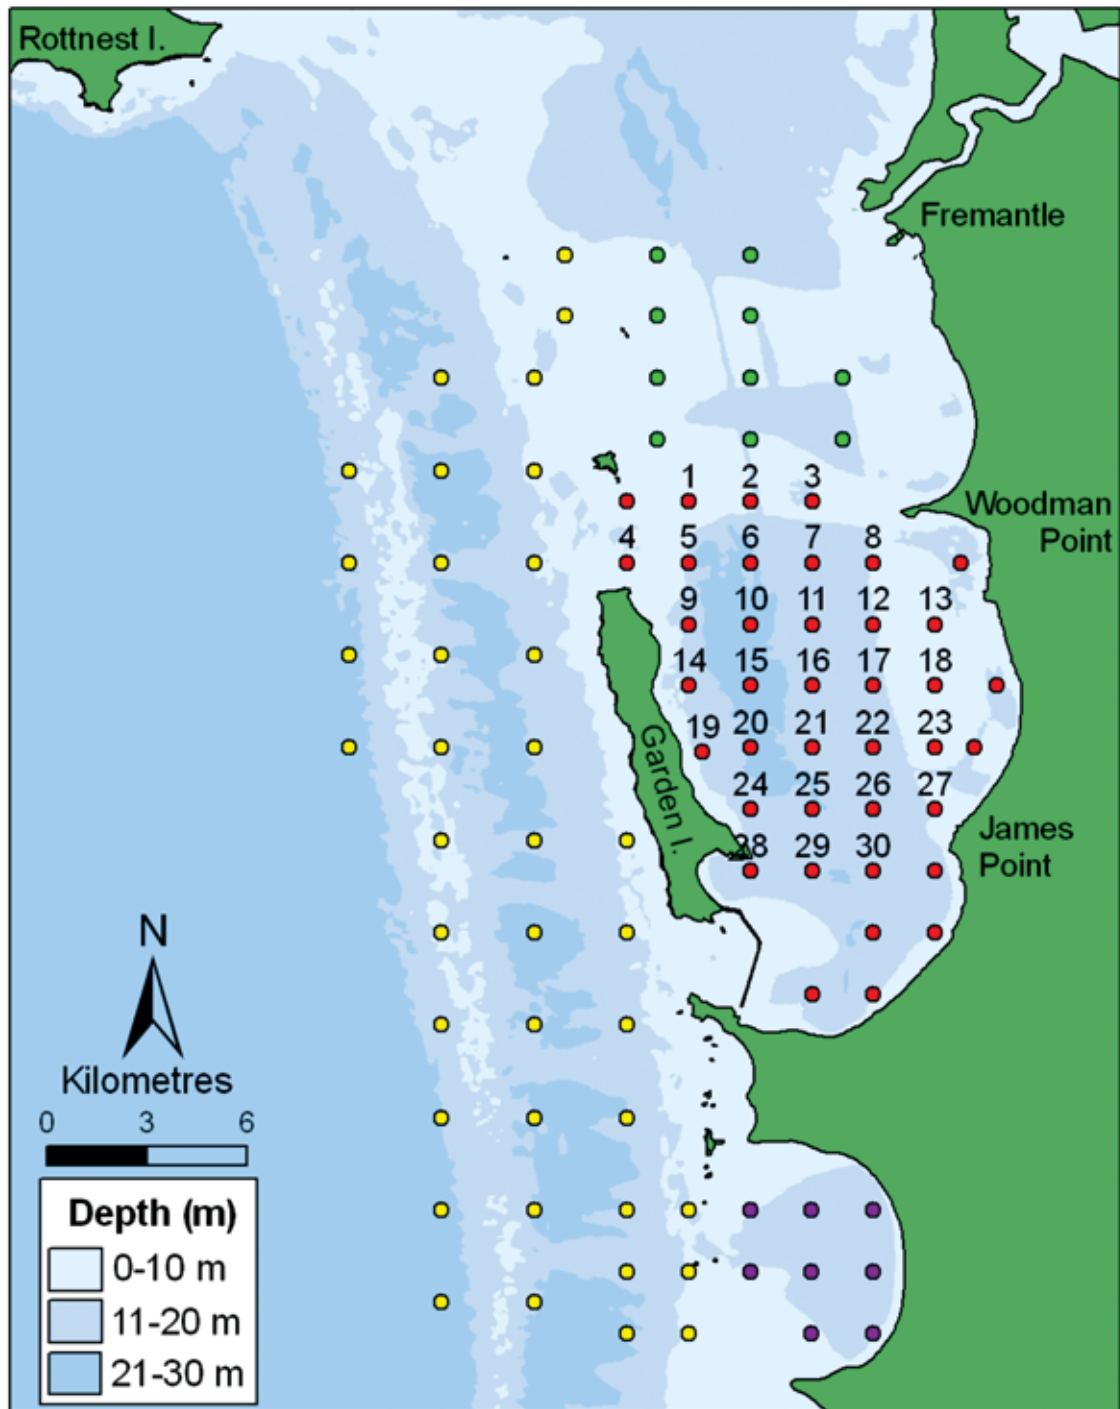 Rottnest I.
Fremantle
1 2 3
Woodman
Point
4 5 6 7 8
9 10 11 12 13
14 15 16 17 18
19 20 21 22 23
Garden I.
24 25 26 27
James
Point
28 29 30
N
Kilometres
0 3 6
Depth (m)
0-10 m
11-20 m
21-30 m